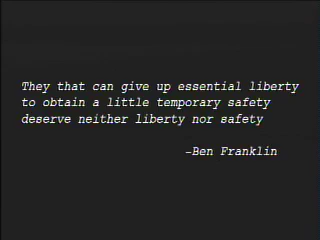 They that can give up essential liberty
to obtain a little temporary safety
deserve neither liberty nor safety
-Ben Franklin